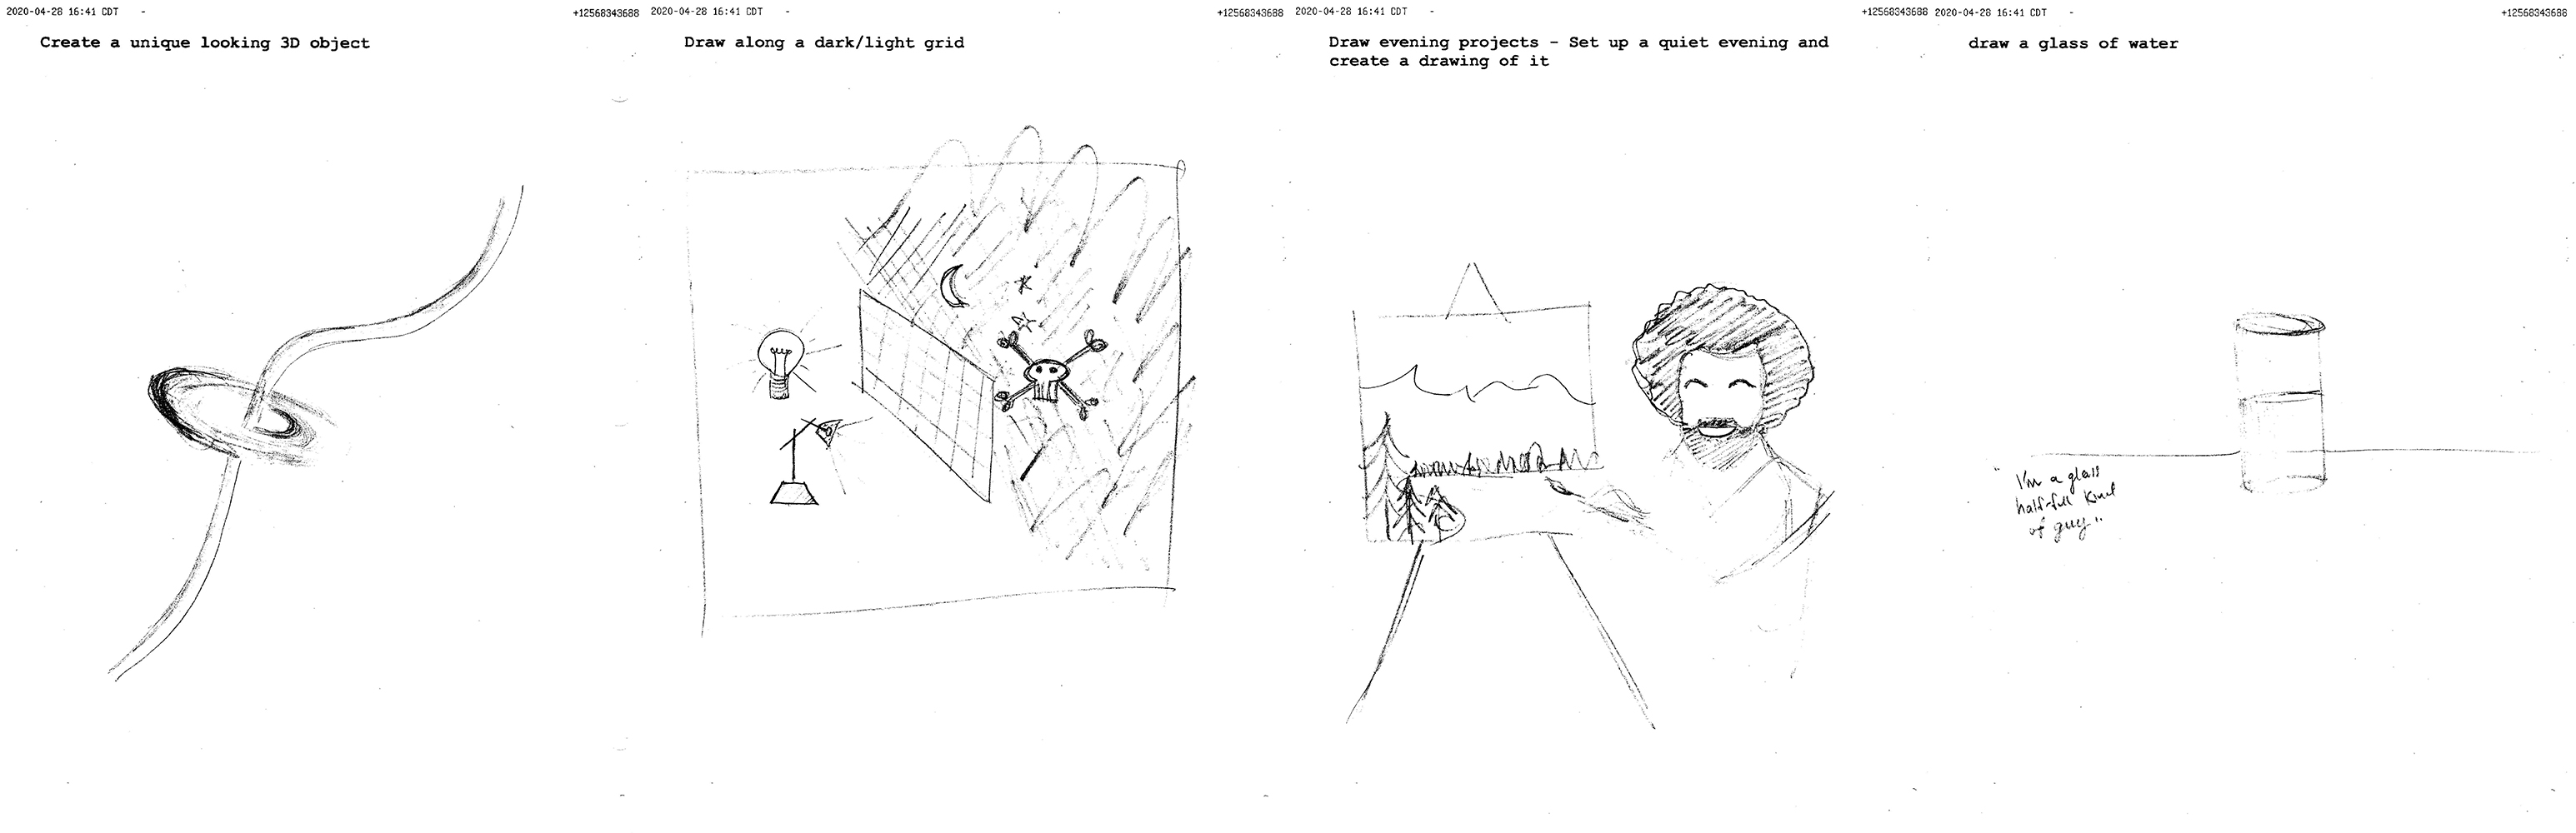 2020-04-28 16:41 CDT -
+12568343688
Create a unique looking 3D object
2020-04-28 16:41 CDT -
+12568343688
Draw along a dark/light grid
2020-04-28 16:41 CDT -
+12568343688
Draw evening projects - Set up a quiet evening and
create a drawing of it
2020-04-28 16:41 CDT -
+12568343688
draw a glass of water
"I'm a glass
half-full kind
of guy"